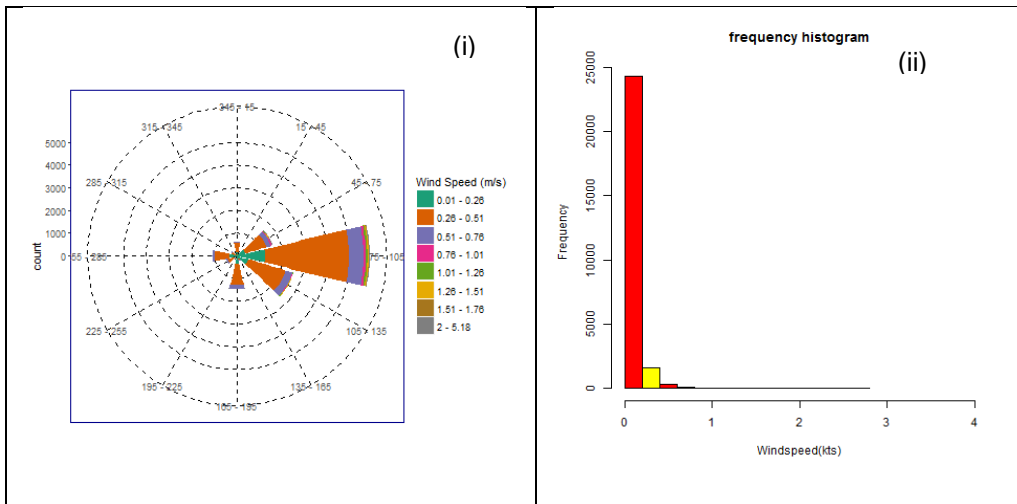 (i)
345 - 15
315 - 345
15 - 45
5000
4000
3000
2000
1000
0
count
285 - 315
45 - 75
255 - 285
75 - 105
225 - 255
105 - 135
195 - 225
135 - 165
165 - 195
Wind Speed (m/s)
0.01 - 0.26
0.26 - 0.51
0.51 - 0.76
0.76 - 1.01
1.01 - 1.26
1.26 - 1.51
1.51 - 1.76
2 - 5.18
frequency histogram
(ii)
Frequency
25000
20000
15000
10000
5000
0
0 1 2 3 4
Windspeed(kts)